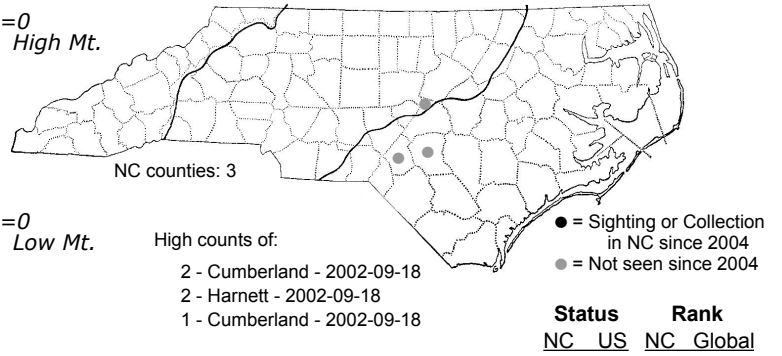 =0
High Mt.
NC counties: 3
=0
Low Mt.
High counts of:
2 - Cumberland - 2002-09-18
2 - Harnett - 2002-09-18
1 - Cumberland - 2002-09-18
● = Sighting or Collection
in NC since 2004
● = Not seen since 2004
Status Rank
NC US NC Global